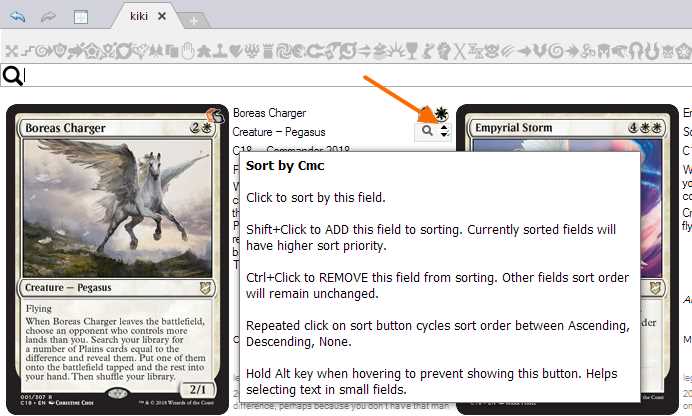 kiki
Boreas Charger
2
Boreas Charger
Creature – Pegasus
C18 – Commander 2018
Empyrial Storm
4
Sort by Cmc
Click to sort by this field.
Shift+Click to ADD this field to sorting. Currently sorted fields will
have higher sort priority.
Ctrl+Click to REMOVE this field from sorting. Other fields sort order
will remain unchanged.
Repeated click on sort button cycles sort order between Ascending,
Descending, None.
Hold Alt key when hovering to prevent showing this button. Helps
selecting text in small fields.
Creature – Pegasus
Flying
When Boreas Charger leaves the battlefield,
choose an opponent who controls more
lands than you. Search your library for
a number of Plains cards equal to the
difference and reveal them. Put one of them
onto the battlefield tapped and the rest into
your hand. Then shuffle your library.
2/1
001/307 R
C18 • EN
™ & © 2018 Wizards of the Coast
difference, perhaps because you don't have that man